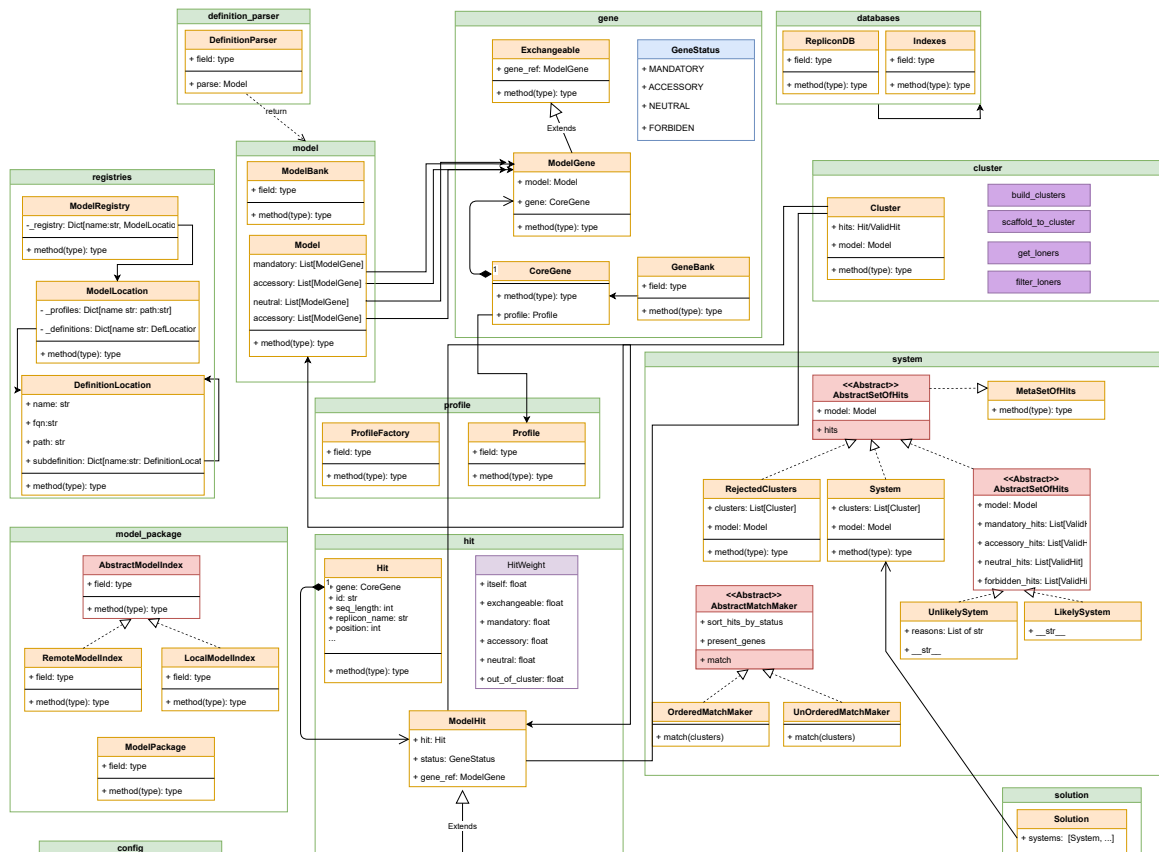 definition_parser
DefinitionParser
+ field: type
+ parse: Model
return
gene
Exchangeable
+ gene_ref: ModelGene
+ method(type): type
GeneStatus
+ MANDATORY
+ ACCESSORY
+ NEUTRAL
+ FORBIDEN
Extends
ModelGene
+ model: Model
+ gene: CoreGene
+ method(type): type
1
CoreGene
+ method(type): type
+ profile: Profile
GeneBank
+ field: type
+ method(type): type
databases
RepliconDB
+ field: type
+ method(type): type
Indexes
+ field: type
+ method(type): type
model
ModelBank
+ field: type
+ method(type): type
Model
mandatory: List[ModelGene]
accessory: List[ModelGene]
neutral: List[ModelGene]
accessory: List[ModelGene]
+ method(type): type
registries
ModelRegistry
-_registry: Dict[name:str, ModelLocatic
+ method(type): type
ModelLocation
- _profiles: Dict[name str: path:str]
- _definitions: Dict[name str: DefLocation
+ method(type): type
DefinitionLocation
+ name: str
+ fqn:str
+ path: str
+ subdefinition: Dict[name:str: DefinitionLocat
+ method(type): type
cluster
Cluster
+ hits: Hit/ValidHit
+ model: Model
+ method(type): type
build_clusters
scaffold_to_cluster
get_loners
filter_loners
profile
ProfileFactory
+ field: type
+ method(type): type
Profile
+ field: type
+ method(type): type
system
<<Abstract>>
AbstractSetOfHits
+ model: Model
+ hits
MetaSetOfHits
+ method(type): type
RejectedClusters
+ clusters: List[Cluster]
+ model: Model
+ method(type): type
System
+ clusters: List[Cluster]
+ model: Model
+ method(type): type
<<Abstract>>
AbstractSetOfHits
+ model: Model
+ mandatory_hits: List[ValidH
+ accessory_hits: List[ValidH
+ neutral_hits: List[ValidHit]
+ forbidden_hits: List[ValidHi
UnlikelySytem
+ reasons: List of str
+ __str__
LikelySystem
+ __str__
<<Abstract>>
AbstractMatchMaker
+ sort_hits_by_status
+ present_genes
+ match
OrderedMatchMaker
+ match(clusters)
UnOrderedMatchMaker
+ match(clusters)
model_package
AbstractModelIndex
+ field: type
+ method(type): type
RemoteModelIndex
+ field: type
+ method(type): type
LocalModelIndex
+ field: type
+ method(type): type
ModelPackage
+ field: type
+ method(type): type
hit
Hit
1
+ gene: CoreGene
+ id: str
+ seq_length: int
+ replicon_name: str
+ position: int
...
+ method(type): type
HitWeight
+ itself: float
+ exchangeable: float
+ mandatory: float
+ accessory: float
+ neutral: float
+ out_of_cluster: float
ModelHit
+ hit: Hit
+ status: GeneStatus
+ gene_ref: ModelGene
Extends
solution
Solution
+ systems: [System, ...]
config